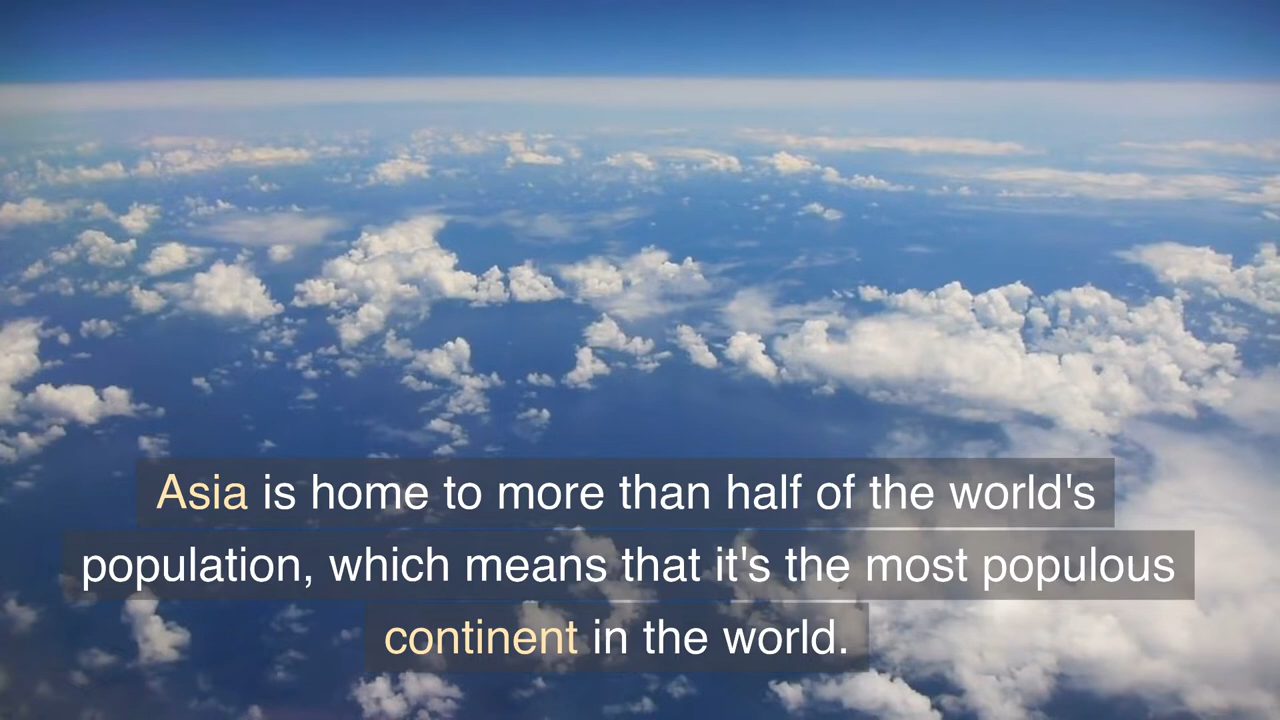 Asia is home to more than half of the world's
population, which means that it's the most populous
continent in the world.